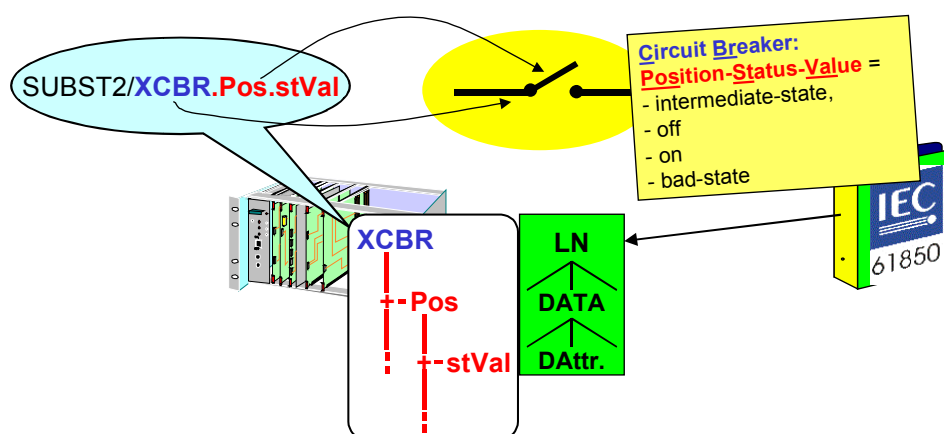 SUBST2/XCBR.Pos.stVal
Circuit Breaker:
Position-Status-Value =
- intermediate-state,
- off
- on
- bad-state
IEC
61850
XCBR
Pos
stVal
LN
DATA
DAttr.